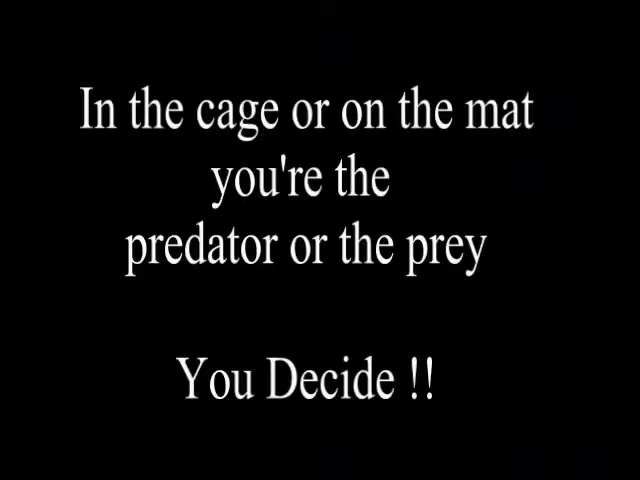 In the cage or on the mat
you're the
predator or the prey
You Decide !!